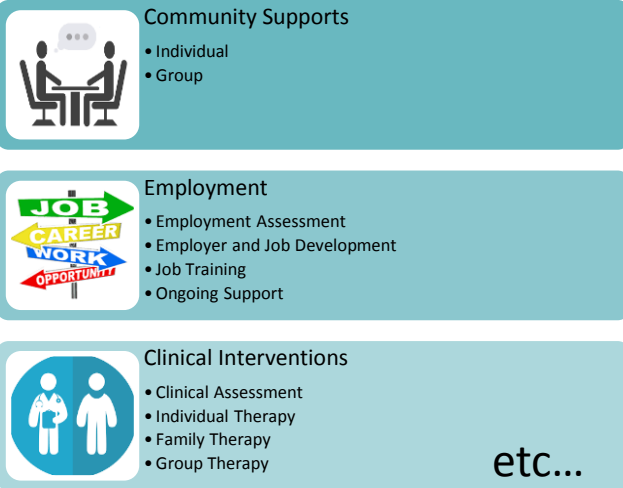 Community Supports
• Individual
• Group
JOB
CAREER
WORK
OPPORTUNITY
Employment
• Employment Assessment
• Employer and Job Development
• Job Training
• Ongoing Support
Clinical Interventions
• Clinical Assessment
• Individual Therapy
• Family Therapy
• Group Therapy
etc...